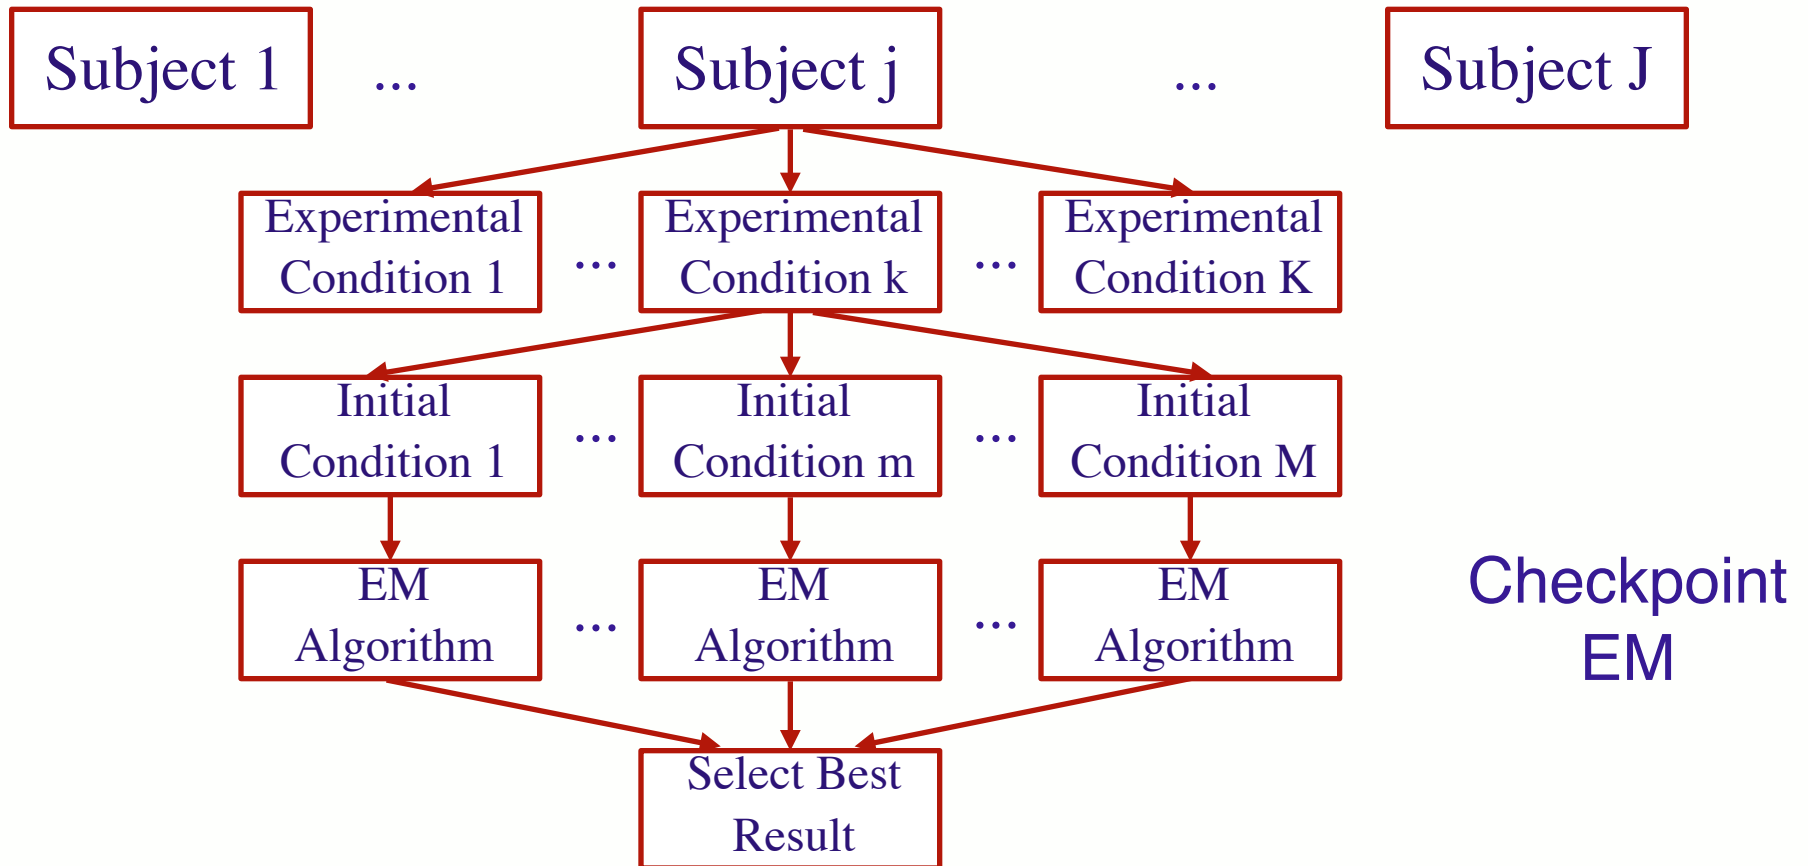 Subject 1 ... Subject j ... Subject J
Experimental
Condition 1
...
Experimental
Condition k
...
Experimental
Condition K
Initial
Condition 1
...
Initial
Condition m
...
Initial
Condition M
EM
Algorithm
...
EM
Algorithm
...
EM
Algorithm
Checkpoint
EM
Select Best
Result